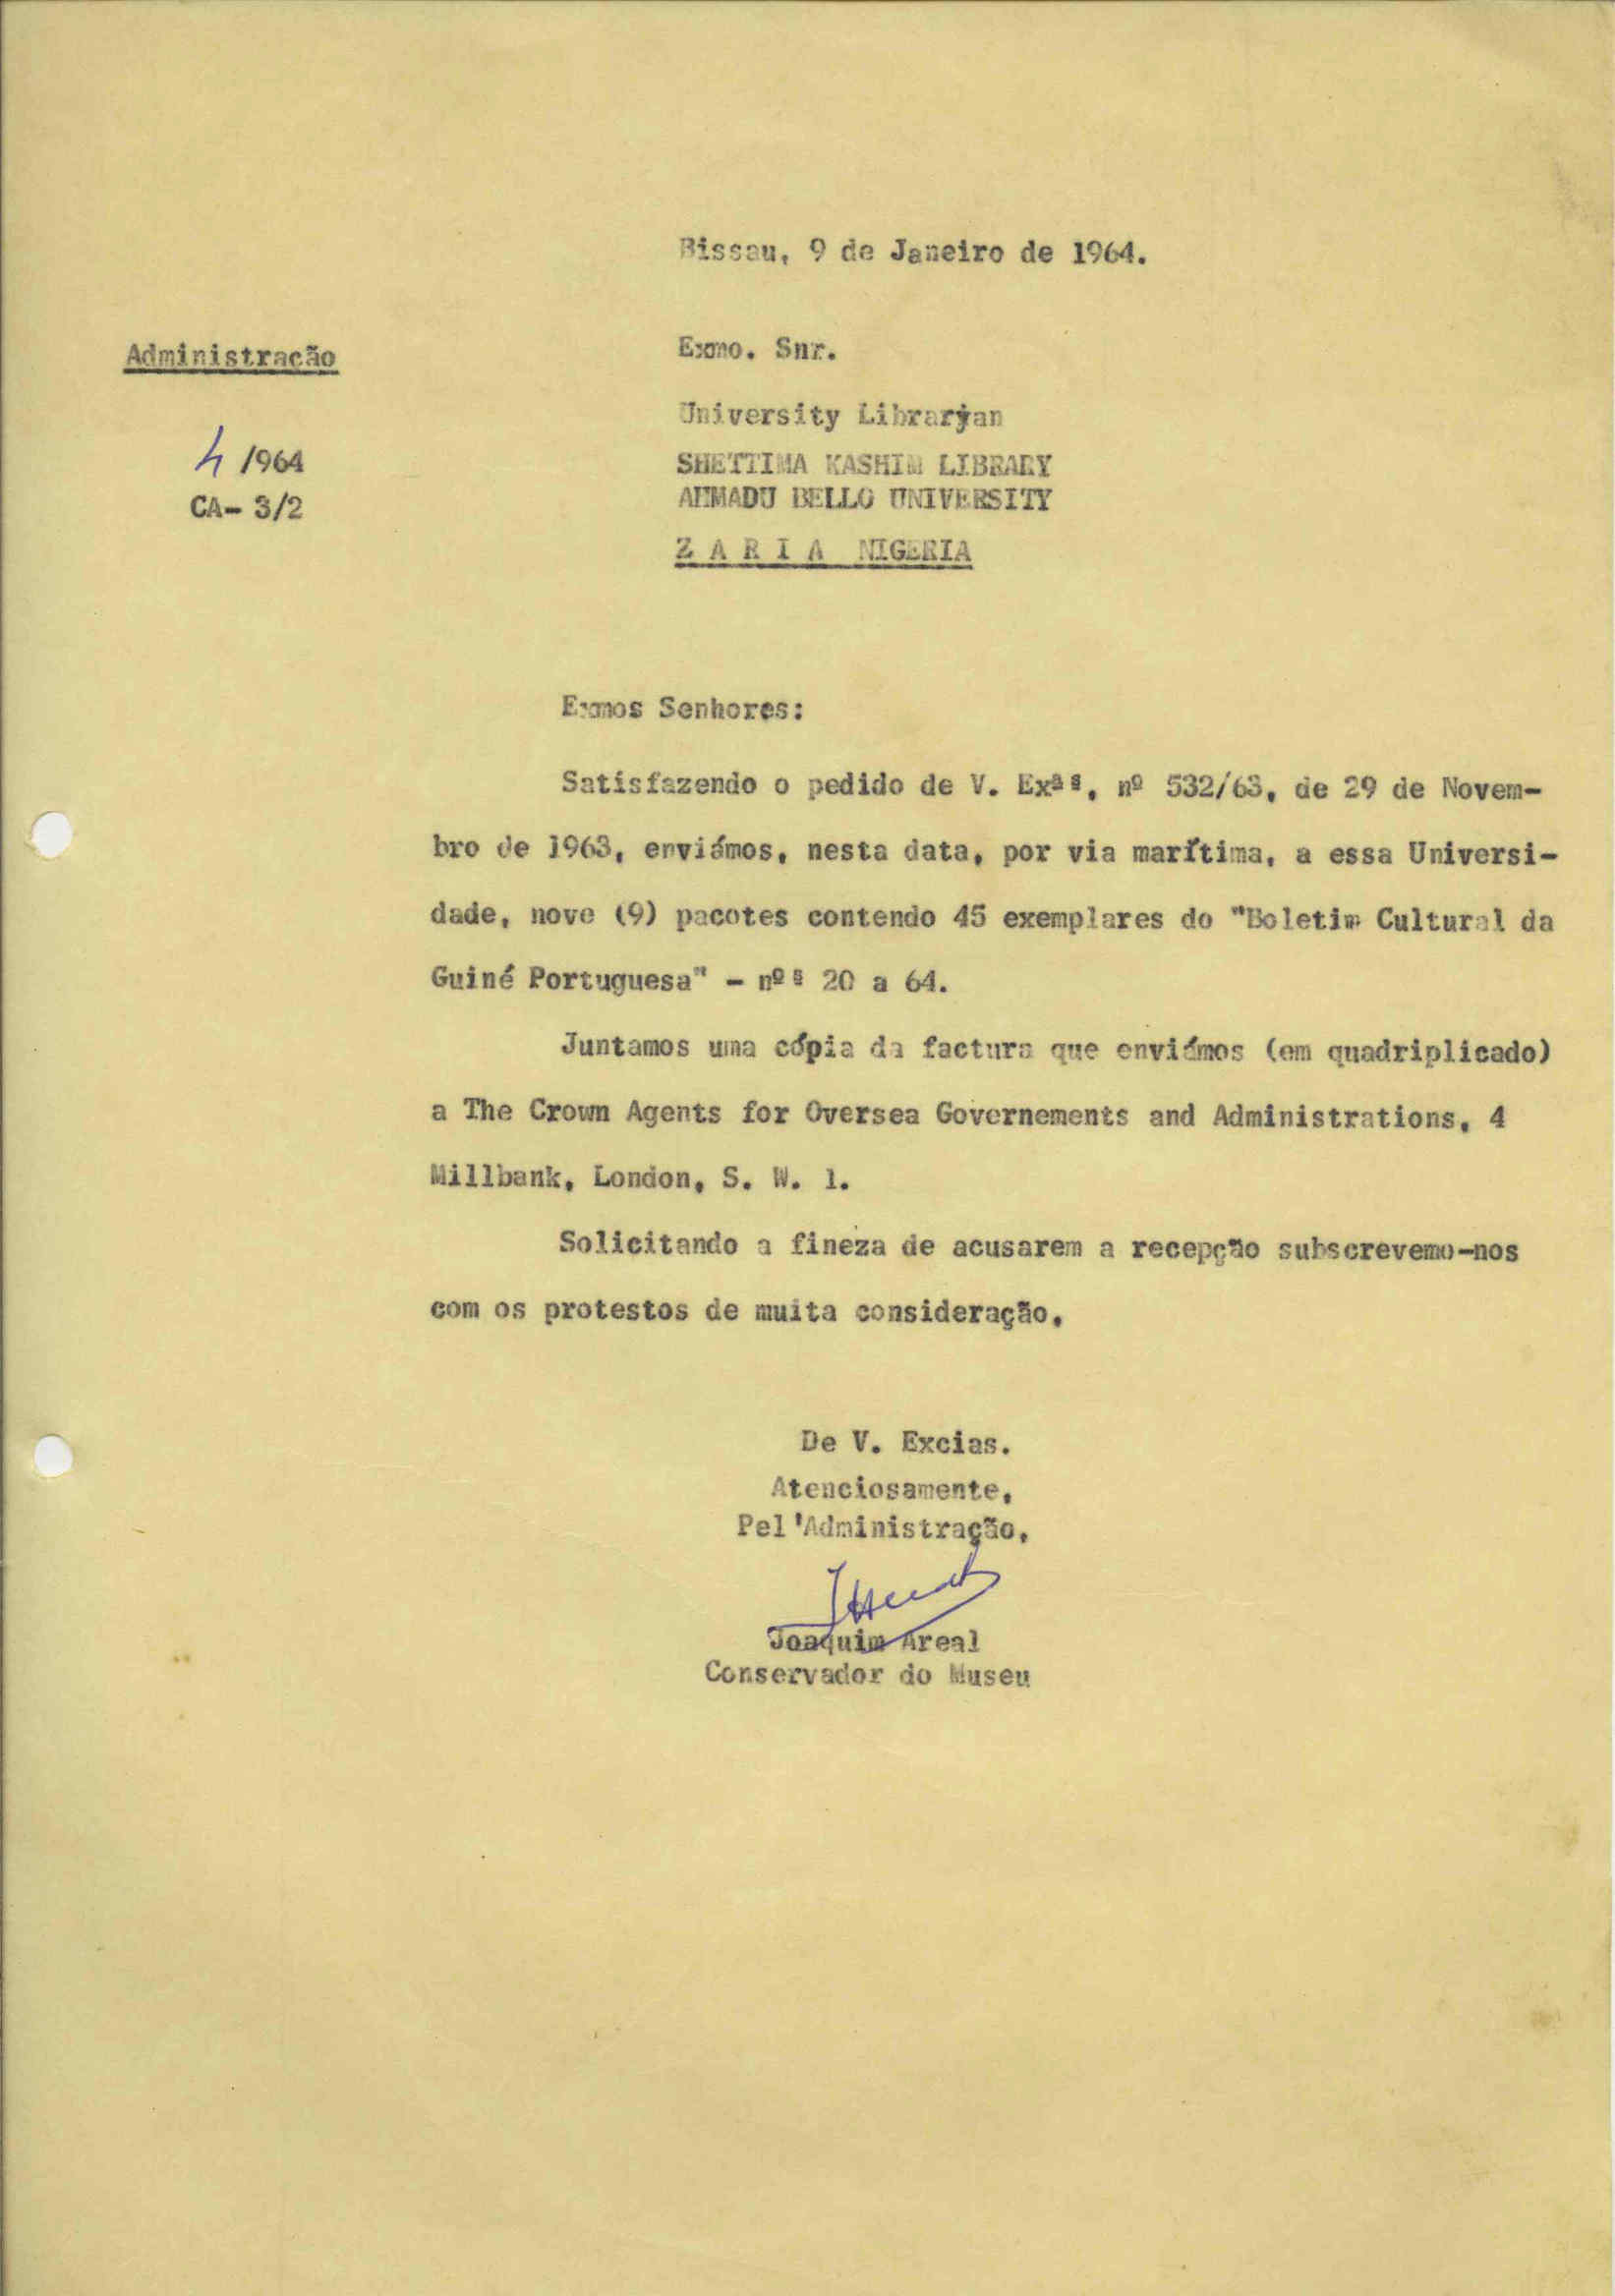 Bissau, 9 de Janeiro de 1964.
Administração
Exmo. Snr.
University Libraryan
4 /964
SHETTIMA KASHIM LIBRARY
CA- 3/2
AHMADU BELLO UNIVERSITY
Z A R I A NIGERIA
Exmos Senhores:
Satisfazendo o pedido de V. Exªs, nº 532/63, de 29 de Novem-
bro de 1963, enviámos, nesta data, por via marítima, a essa Universi-
dade, nove (9) pacotes contendo 45 exemplares do "Boletim Cultural da
Guiné Portuguesa" - nºs 20 a 64.
Juntamos uma cópia da factura que enviámos (em quadriplicado)
a The Crown Agents for Oversea Governements and Administrations, 4
Millbank, London, S. W. 1.
Solicitando a fineza de acusarem a recepção subscrevemo-nos
com os protestos de muita consideração,
De V. Excias.
Atenciosamente,
Pel'Administração,
Joaquim Areal
Conservador do Museu